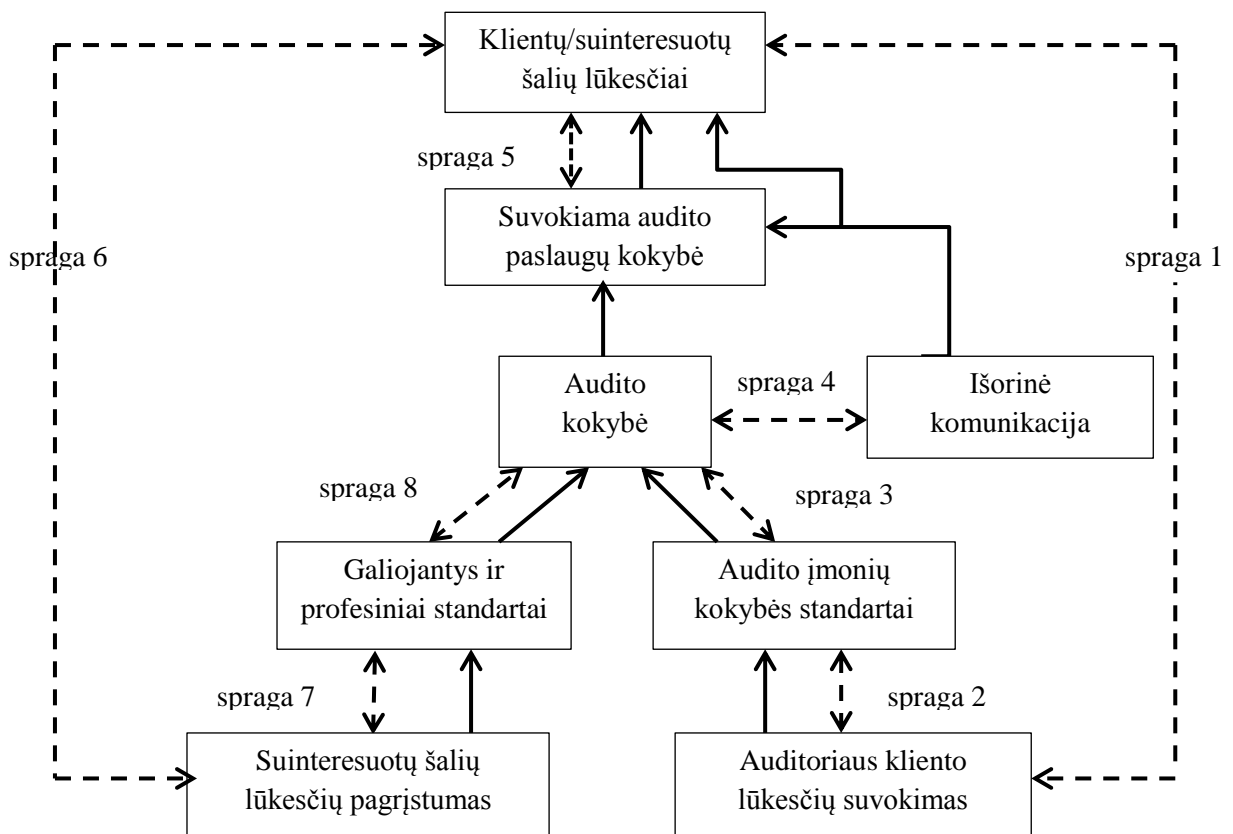 Klientų/suinteresuotų
šalių lūkesčiai
spraga 5
Suvokiama audito
paslaugų kokybė
spraga 6
spraga 1
Audito
kokybė
spraga 4
Išorinė
komunikacija
spraga 8
spraga 3
Galiojantys ir
profesiniai standartai
Audito įmonių
kokybės standartai
spraga 7
spraga 2
Suinteresuotų šalių
lūkesčių pagrįstumas
Auditoriaus kliento
lūkesčių suvokimas